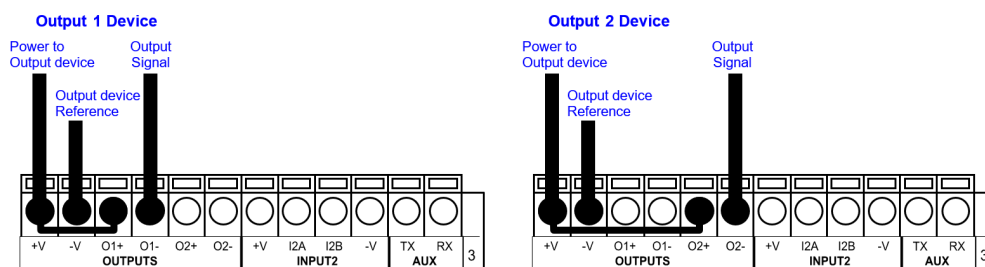 Output 1 Device
Power to
Output device
Output
Signal
Output device
Reference
+V -V O1+ O1- O2+ O2- +V I2A I2B -V TX RX
OUTPUTS INPUT2 AUX 3
Output 2 Device
Power to
Output device
Output
Signal
Output device
Reference
+V -V O1+ O1- O2+ O2- +V I2A I2B -V TX RX
OUTPUTS INPUT2 AUX 3